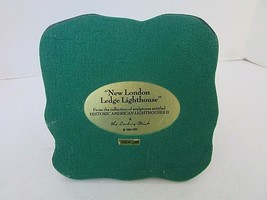 "New London
Ledge Lighthouse"
From the collection of sculptures entitled
HISTORIC AMERICAN LIGHTHOUSES II
The Danbury Mint